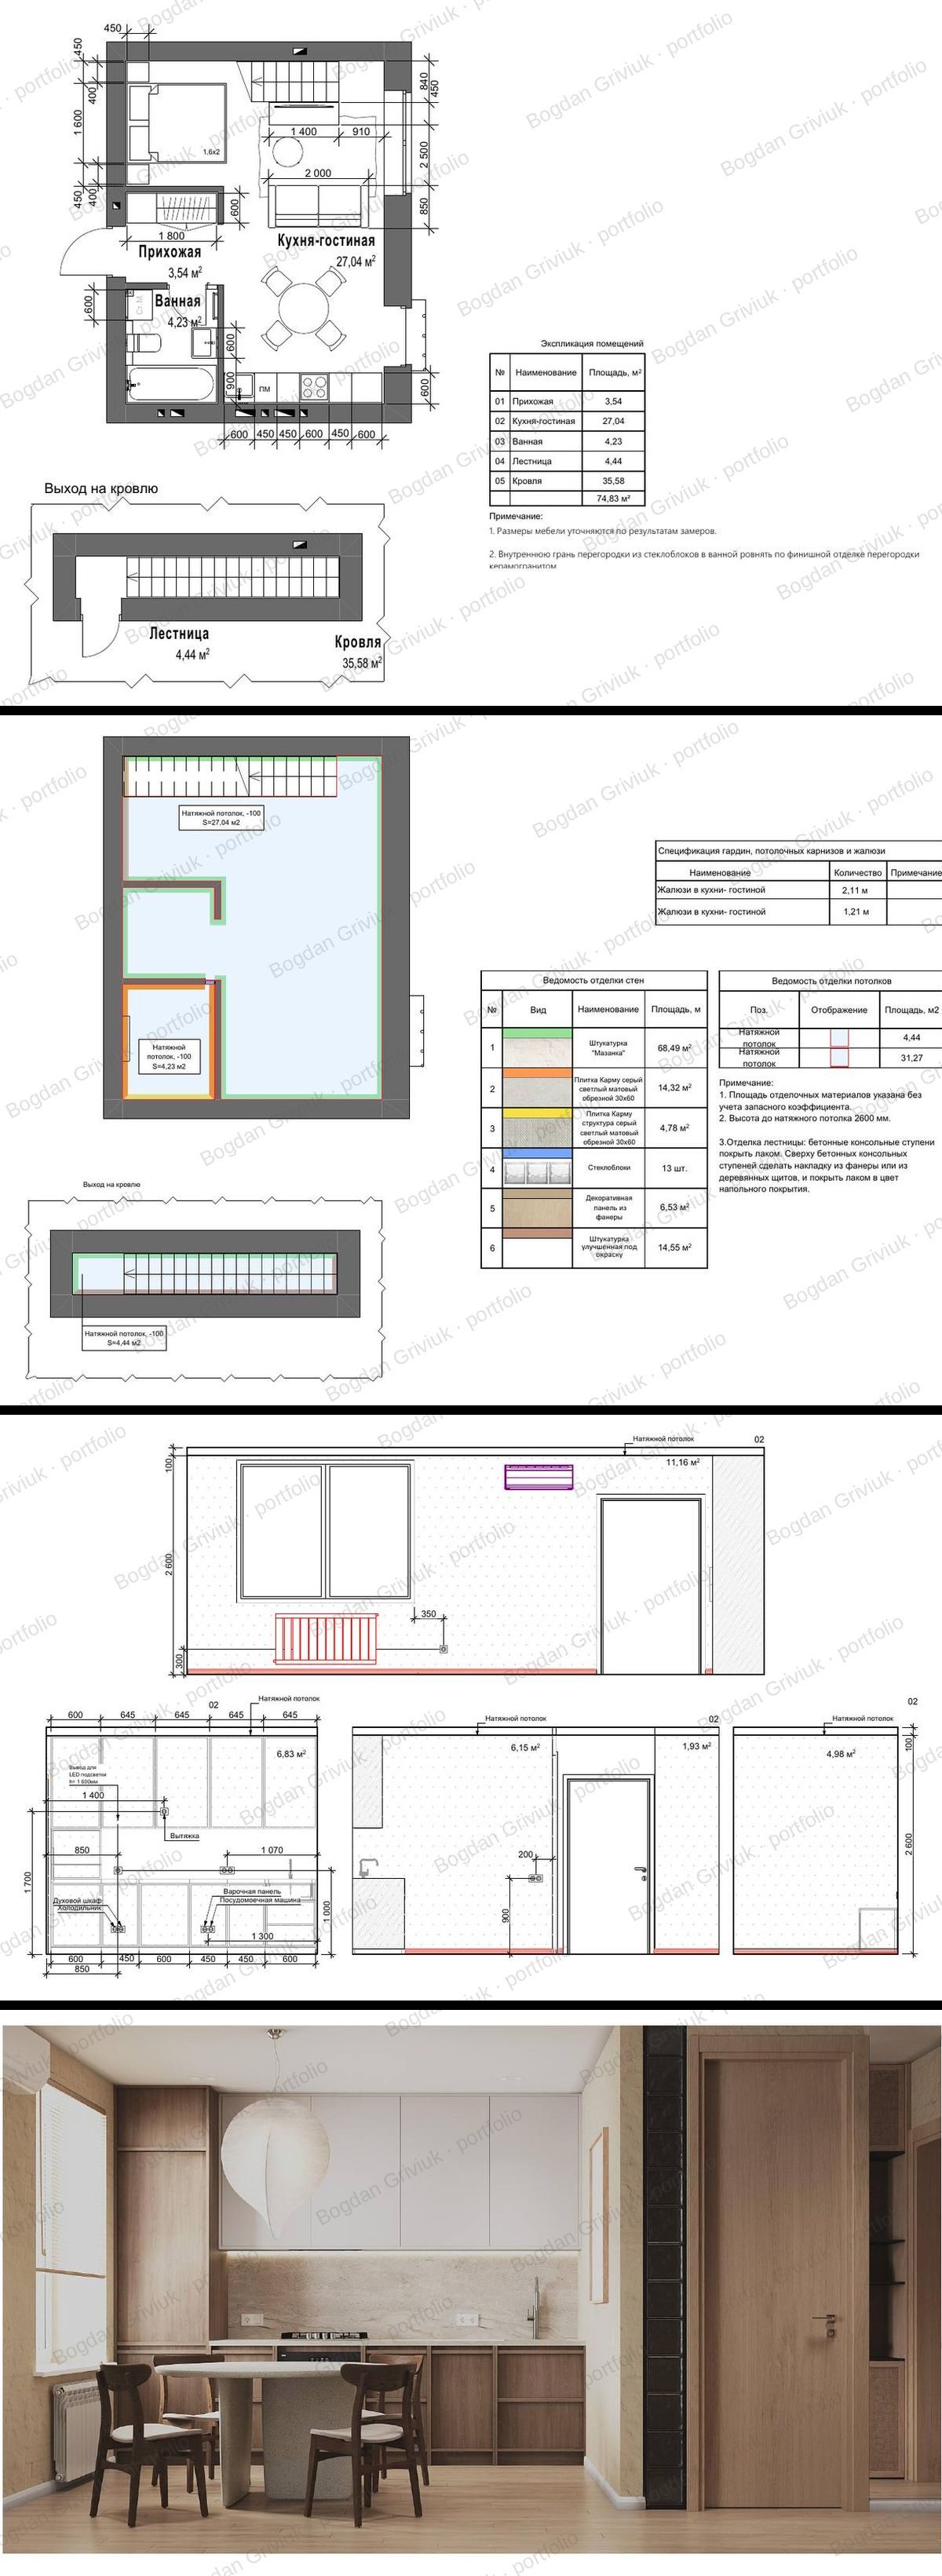 Bogdan Griviuk · portfolio
450
450
400
1 600
400
450
840
450
1 400
910
2 500
1.6x2
2 000
850
600
1 800
Прихожая
3,54 м²
Кухня-гостиная
27,04 м²
600
Ст.М.
Ванная
4,23 м²
600
900
ПМ
600
600 450 450 600 450 600
Экспликация помещений
№ Наименование Площадь, м²
01 Прихожая 3,54
02 Кухня-гостиная 27,04
03 Ванная 4,23
04 Лестница 4,44
05 Кровля 35,58
74,83 м²
Примечание:
1. Размеры мебели уточняются по результатам замеров.
2. Внутреннюю грань перегородки из стеклоблоков в ванной ровнять по финишной отделке перегородки
керамогранитом
Выход на кровлю
Лестница
4,44 м²
Кровля
35,58 м²
Натяжной потолок, -100
S=27,04 м2
Натяжной
потолок, -100
S=4,23 м2
Спецификация гардин, потолочных карнизов и жалюзи
Наименование Количество Примечание
Жалюзи в кухни- гостиной 2,11 м
Жалюзи в кухни- гостиной 1,21 м
Ведомость отделки стен
№ Вид Наименование Площадь, м
1 Штукатурка
"Мазанка" 68,49 м²
2 Плитка Карму серый
светлый матовый
обрезной 30х60 14,32 м²
3 Плитка Карму
структура серый
светлый матовый
обрезной 30х60 4,78 м²
4 Стеклоблоки 13 шт.
5 Декоративная
панель из
фанеры 6,53 м²
6 Штукатурка
улучшенная под
окраску 14,55 м²
Ведомость отделки потолков
Поз. Отображение Площадь, м2
Натяжной
потолок 4,44
Натяжной
потолок 31,27
Примечание:
1. Площадь отделочных материалов указана без
учета запасного коэффициента.
2. Высота до натяжного потолка 2600 мм.
3.Отделка лестницы: бетонные консольные ступени
покрыть лаком. Сверху бетонных консольных
ступеней сделать накладку из фанеры или из
деревянных щитов, и покрыть лаком в цвет
напольного покрытия.
Выход на кровлю
Натяжной потолок, -100
S=4,44 м2
Натяжной потолок
02
100
11,16 м²
2 600
350
300
02
Натяжной потолок
600 645 645 645 645
6,83 м²
Вывод для
LED подсветки
h= 1 600мм
1 400
Вытяжка
850
1 070
1 700
Духовой шкаф
Холодильник
Варочная панель
Посудомоечная машина
1 000
1 300
600 450 600 450 450 600
850
Натяжной потолок
02
6,15 м²
1,93 м²
200
900
02
Натяжной потолок
100
4,98 м²
2 600